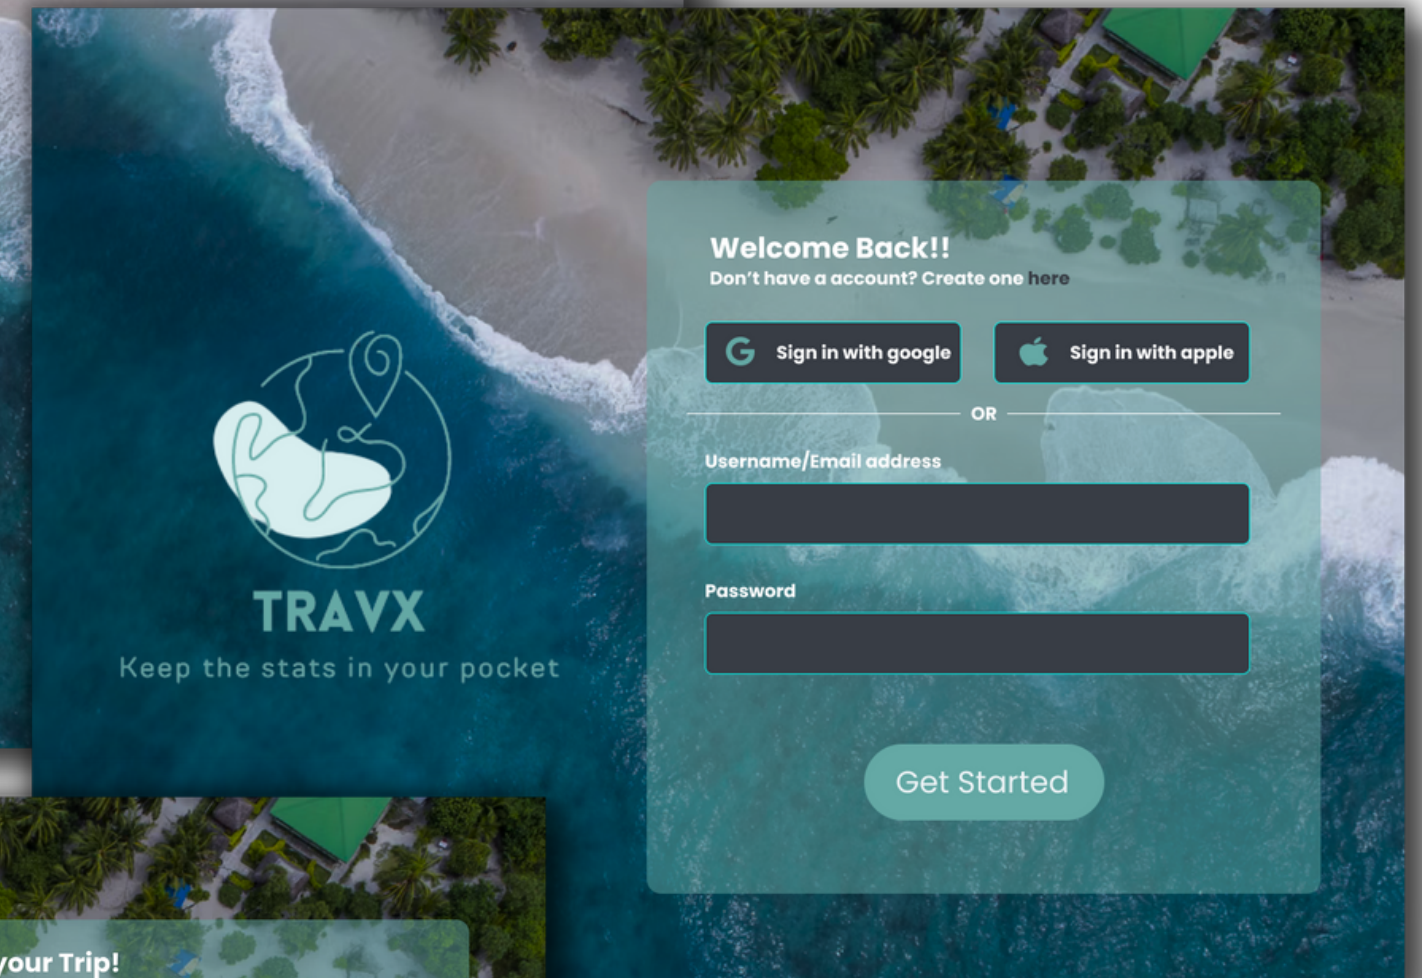 Welcome Back!!
Don't have a account? Create one here
Sign in with google
Sign in with apple
OR
Username/Email address
Password
Get Started
TRAVX
Keep the stats in your pocket
your Trip!